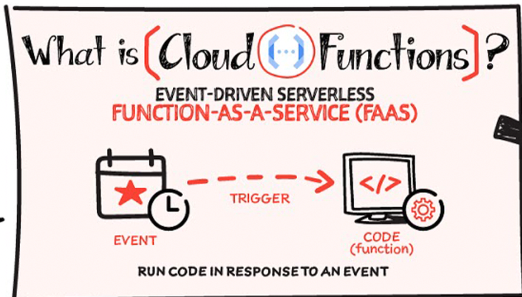 What is [Cloud Functions]?
EVENT-DRIVEN SERVERLESS
FUNCTION-AS-A-SERVICE (FAAS)
</>
TRIGGER
EVENT
CODE
(function)
RUN CODE IN RESPONSE TO AN EVENT